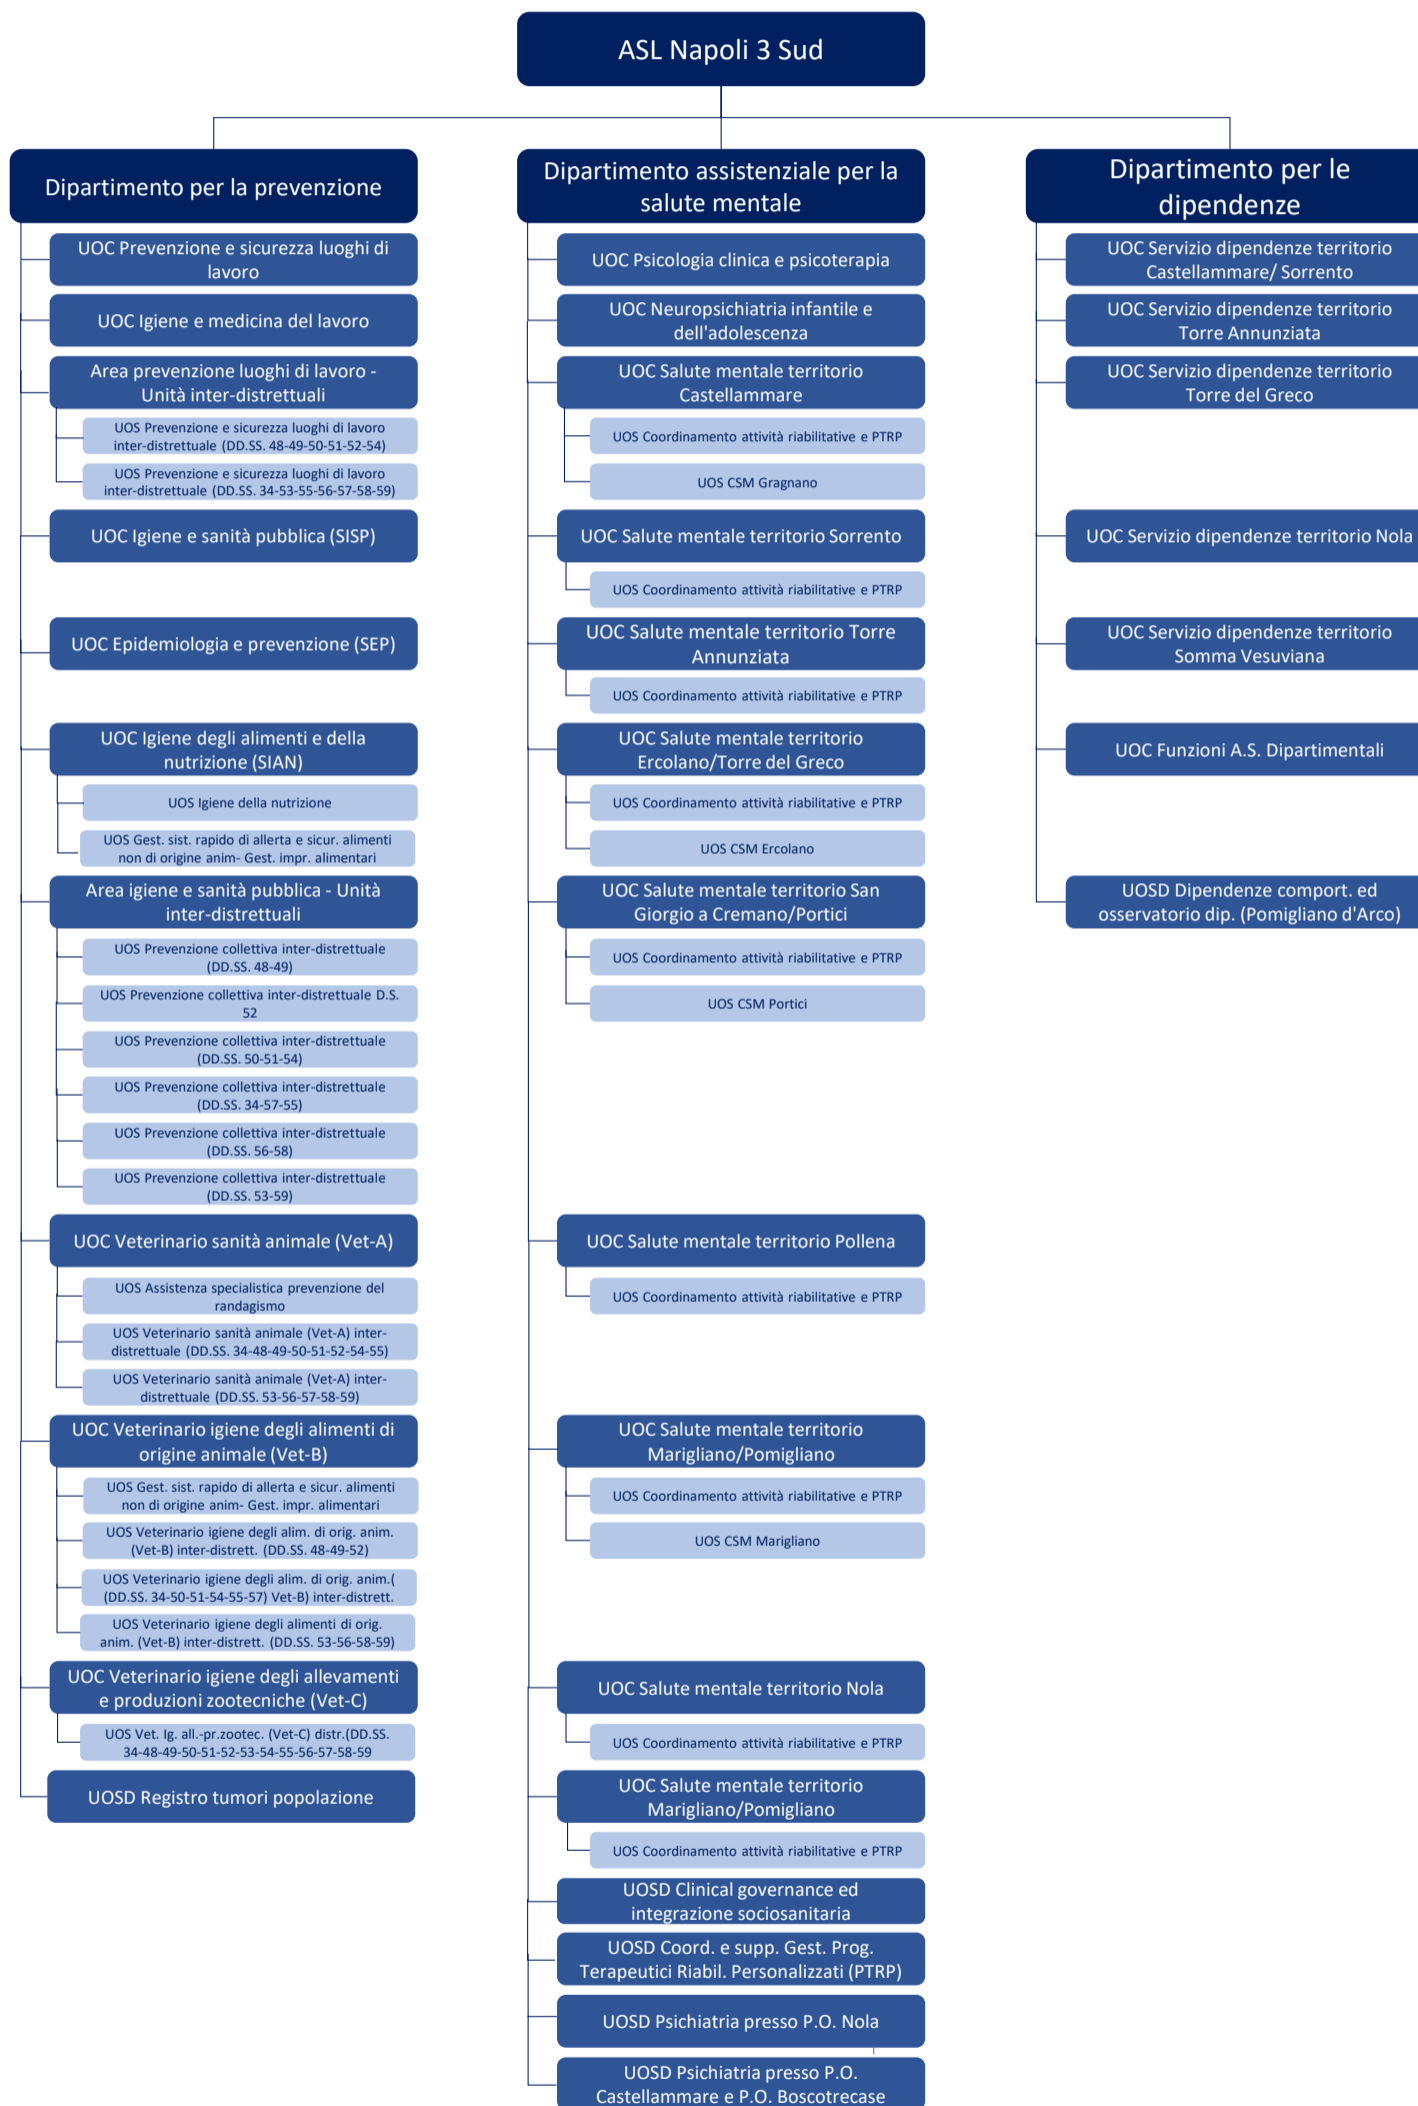 ASL Napoli 3 Sud
Dipartimento per la prevenzione
UOC Prevenzione e sicurezza luoghi di
lavoro
UOC Igiene e medicina del lavoro
Area prevenzione luoghi di lavoro -
Unità inter-distrettuali
UOS Prevenzione e sicurezza luoghi di lavoro
inter-distrettuale (DD.SS. 48-49-50-51-52-54)
UOS Prevenzione e sicurezza luoghi di lavoro
inter-distrettuale (DD.SS. 34-53-55-56-57-58-59)
UOC Igiene e sanità pubblica (SISP)
UOC Epidemiologia e prevenzione (SEP)
UOC Igiene degli alimenti e della
nutrizione (SIAN)
UOS Igiene della nutrizione
UOS Gest. sist. rapido di allerta e sicur. alimenti
non di origine anim- Gest. impr. alimentari
Area igiene e sanità pubblica - Unità
inter-distrettuali
UOS Prevenzione collettiva inter-distrettuale
(DD.SS. 48-49)
UOS Prevenzione collettiva inter-distrettuale D.S.
52
UOS Prevenzione collettiva inter-distrettuale
(DD.SS. 50-51-54)
UOS Prevenzione collettiva inter-distrettuale
(DD.SS. 34-57-55)
UOS Prevenzione collettiva inter-distrettuale
(DD.SS. 56-58)
UOS Prevenzione collettiva inter-distrettuale
(DD.SS. 53-59)
UOC Veterinario sanità animale (Vet-A)
UOS Assistenza specialistica prevenzione del
randagismo
UOS Veterinario sanità animale (Vet-A) inter-
distrettuale (DD.SS. 34-48-49-50-51-52-54-55)
UOS Veterinario sanità animale (Vet-A) inter-
distrettuale (DD.SS. 53-56-57-58-59)
UOC Veterinario igiene degli alimenti di
origine animale (Vet-B)
UOS Gest. sist. rapido di allerta e sicur. alimenti
non di origine anim- Gest. impr. alimentari
UOS Veterinario igiene degli alim. di orig. anim.
(Vet-B) inter-distrett. (DD.SS. 48-49-52)
UOS Veterinario igiene degli alim. di orig. anim.(
(DD.SS. 34-50-51-54-55-57) Vet-B) inter-distrett.
UOS Veterinario igiene degli alimenti di orig.
anim. (Vet-B) inter-distrett. (DD.SS. 53-56-58-59)
UOC Veterinario igiene degli allevamenti
e produzioni zootecniche (Vet-C)
UOS Vet. Ig. all.-pr.zootec. (Vet-C) distr.(DD.SS.
34-48-49-50-51-52-53-54-55-56-57-58-59
UOSD Registro tumori popolazione
Dipartimento assistenziale per la
salute mentale
UOC Psicologia clinica e psicoterapia
UOC Neuropsichiatria infantile e
dell'adolescenza
UOC Salute mentale territorio
Castellammare
UOS Coordinamento attività riabilitative e PTRP
UOS CSM Gragnano
UOC Salute mentale territorio Sorrento
UOS Coordinamento attività riabilitative e PTRP
UOC Salute mentale territorio Torre
Annunziata
UOS Coordinamento attività riabilitative e PTRP
UOC Salute mentale territorio
Ercolano/Torre del Greco
UOS Coordinamento attività riabilitative e PTRP
UOS CSM Ercolano
UOC Salute mentale territorio San
Giorgio a Cremano/Portici
UOS Coordinamento attività riabilitative e PTRP
UOS CSM Portici
UOC Salute mentale territorio Pollena
UOS Coordinamento attività riabilitative e PTRP
UOC Salute mentale territorio
Marigliano/Pomigliano
UOS Coordinamento attività riabilitative e PTRP
UOS CSM Marigliano
UOC Salute mentale territorio Nola
UOS Coordinamento attività riabilitative e PTRP
UOC Salute mentale territorio
Marigliano/Pomigliano
UOS Coordinamento attività riabilitative e PTRP
UOSD Clinical governance ed
integrazione sociosanitaria
UOSD Coord. e supp. Gest. Prog.
Terapeutici Riabil. Personalizzati (PTRP)
UOSD Psichiatria presso P.O. Nola
UOSD Psichiatria presso P.O.
Castellammare e P.O. Boscotrecase
Dipartimento per le
dipendenze
UOC Servizio dipendenze territorio
Castellammare/ Sorrento
UOC Servizio dipendenze territorio
Torre Annunziata
UOC Servizio dipendenze territorio
Torre del Greco
UOC Servizio dipendenze territorio Nola
UOC Servizio dipendenze territorio
Somma Vesuviana
UOC Funzioni A.S. Dipartimentali
UOSD Dipendenze comport. ed
osservatorio dip. (Pomigliano d'Arco)